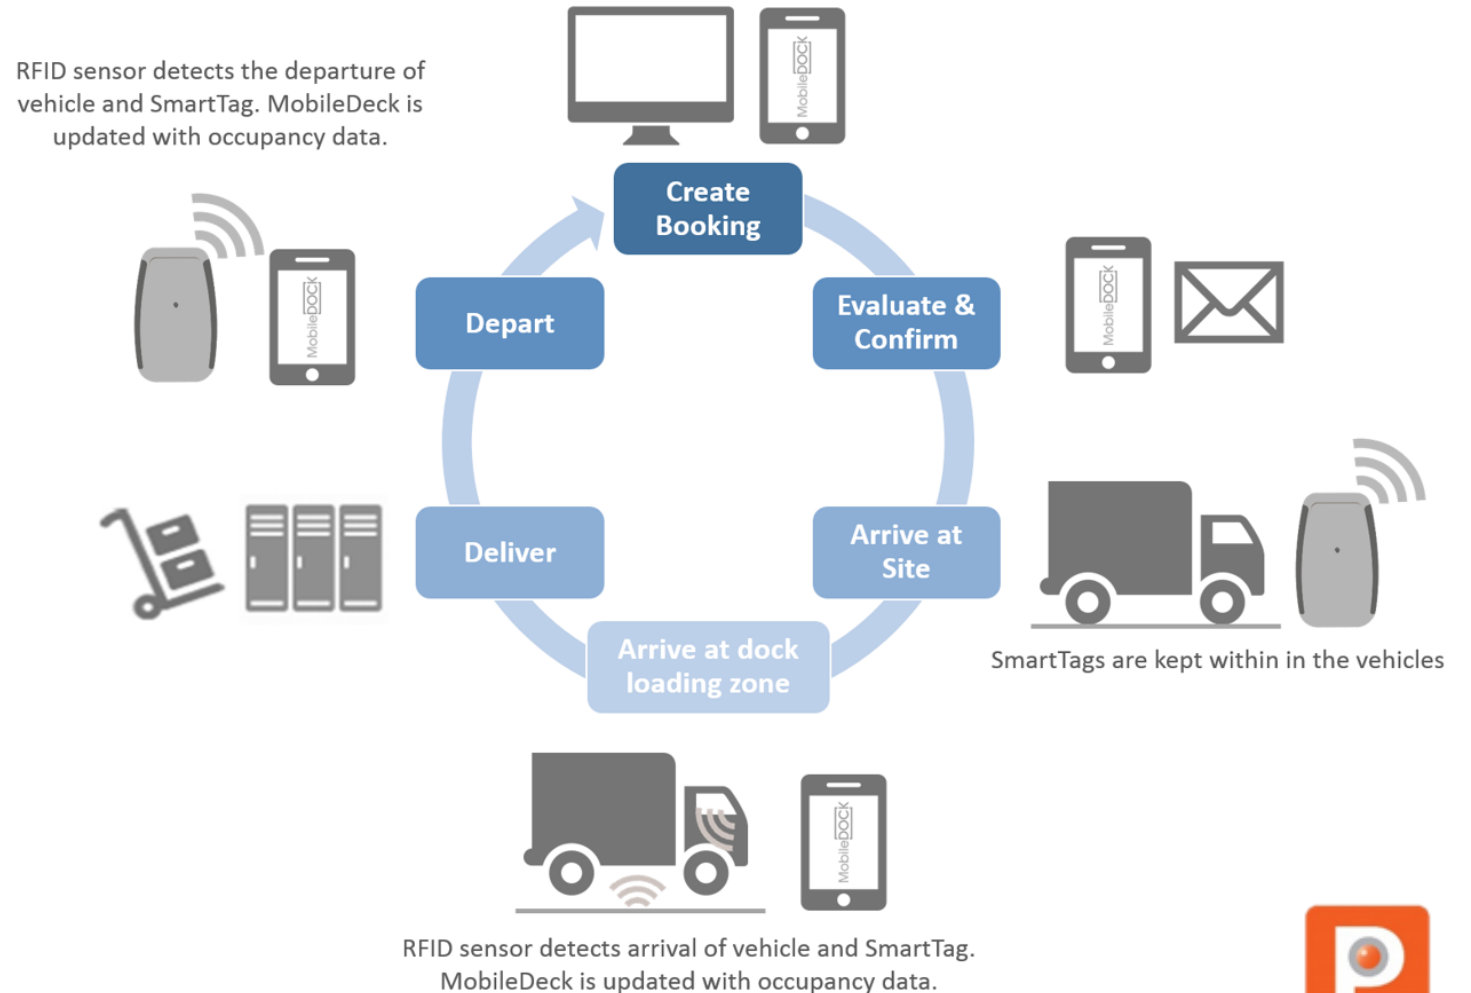 RFID sensor detects the departure of
vehicle and SmartTag. MobileDeck is
updated with occupancy data.
MobileDOCK
Create
Booking
MobileDOCK
Depart
Evaluate &
Confirm
MobileDOCK
Deliver
Arrive at
Site
SmartTags are kept within in the vehicles
Arrive at dock
loading zone
MobileDOCK
RFID sensor detects arrival of vehicle and SmartTag.
MobileDeck is updated with occupancy data.
P